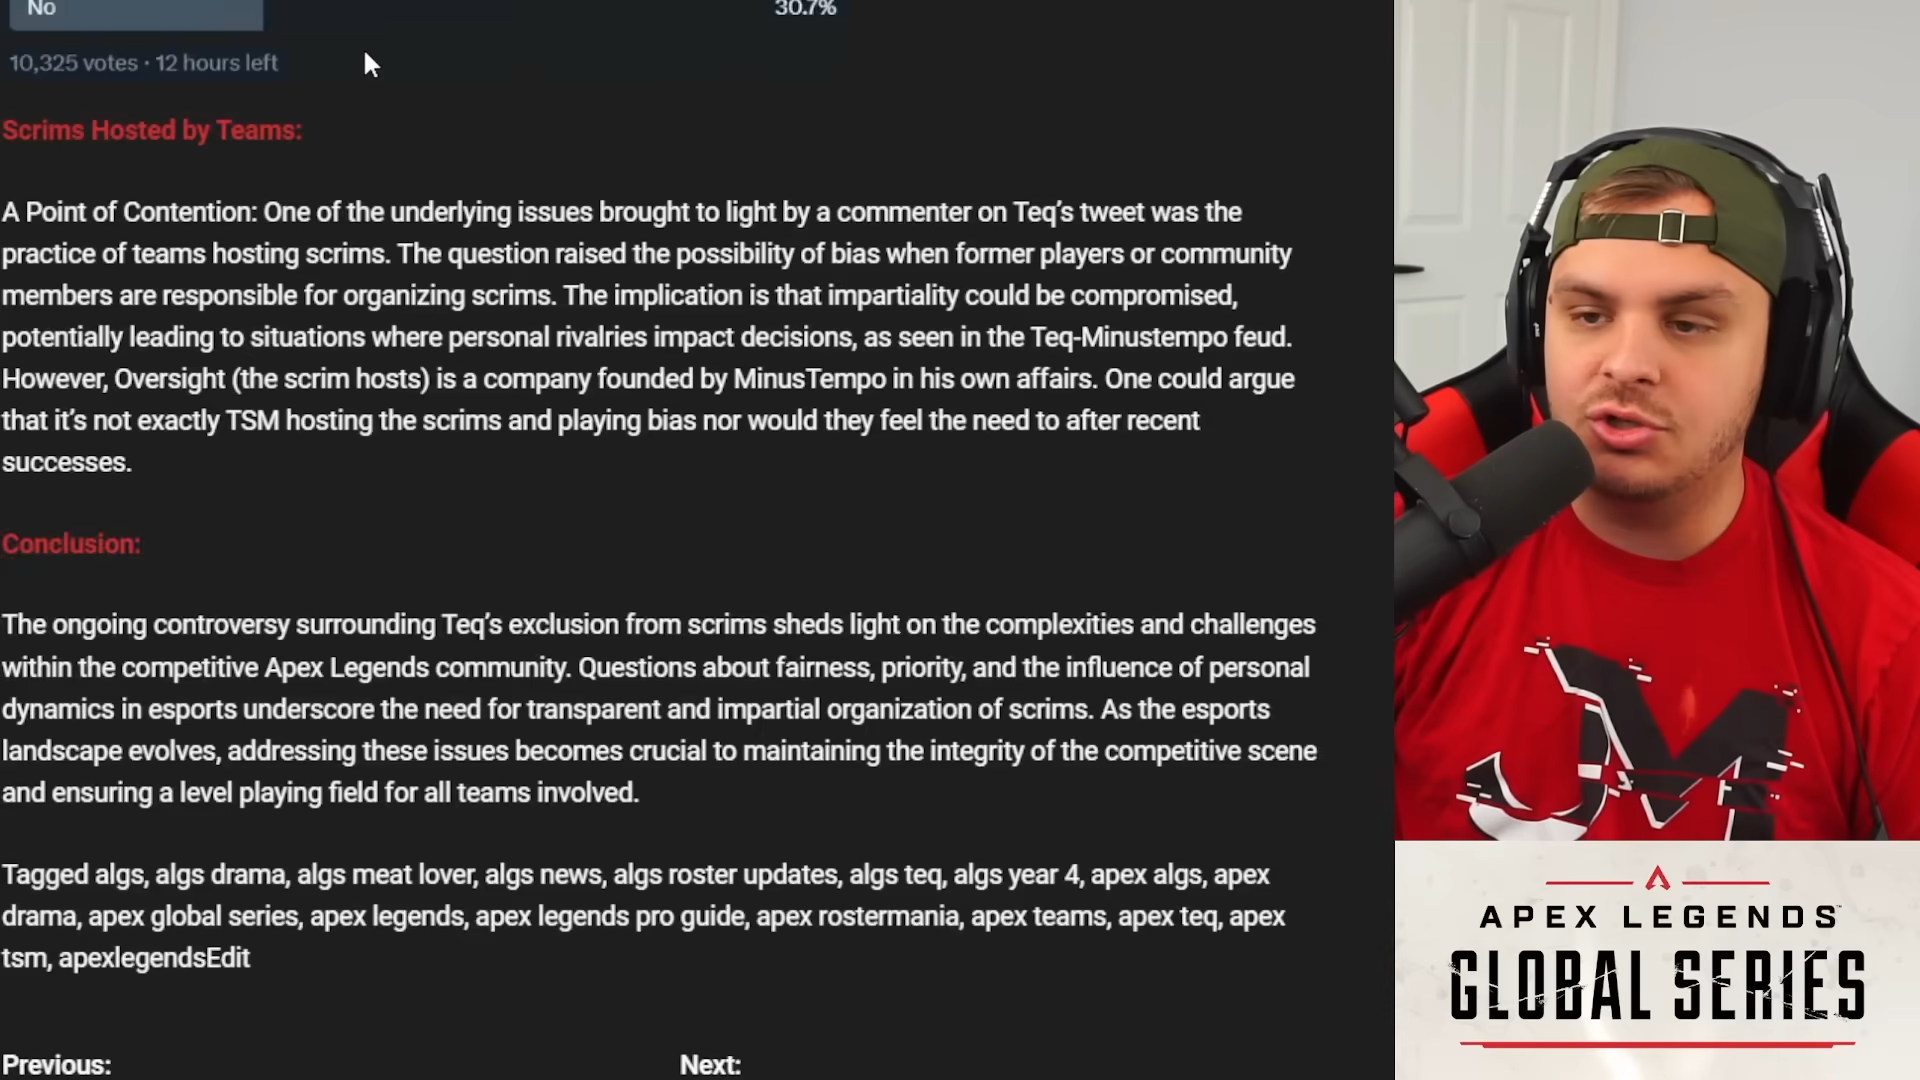 No 30.7%
10,325 votes · 12 hours left
Scrims Hosted by Teams:
A Point of Contention: One of the underlying issues brought to light by a commenter on Teq’s tweet was the
practice of teams hosting scrims. The question raised the possibility of bias when former players or community
members are responsible for organizing scrims. The implication is that impartiality could be compromised,
potentially leading to situations where personal rivalries impact decisions, as seen in the Teq-Minustempo feud.
However, Oversight (the scrim hosts) is a company founded by MinusTempo in his own affairs. One could argue
that it’s not exactly TSM hosting the scrims and playing bias nor would they feel the need to after recent
successes.
Conclusion:
The ongoing controversy surrounding Teq’s exclusion from scrims sheds light on the complexities and challenges
within the competitive Apex Legends community. Questions about fairness, priority, and the influence of personal
dynamics in esports underscore the need for transparent and impartial organization of scrims. As the esports
landscape evolves, addressing these issues becomes crucial to maintaining the integrity of the competitive scene
and ensuring a level playing field for all teams involved.
Tagged algs, algs drama, algs meat lover, algs news, algs roster updates, algs teq, algs year 4, apex algs, apex
drama, apex global series, apex legends, apex legends pro guide, apex rostermania, apex teams, apex teq, apex
tsm, apexlegendsEdit
Previous: Next:
JM
APEX LEGENDS™
GLOBAL SERIES